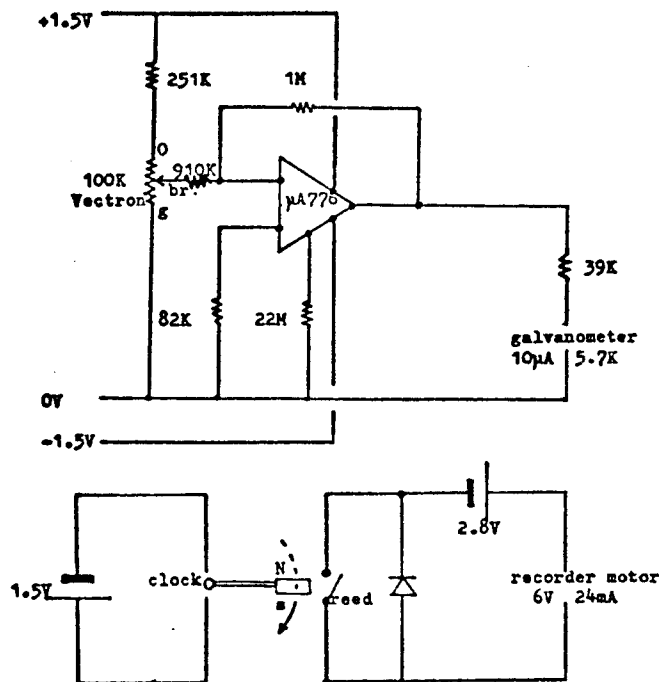 +1.5V
251K
1M
O
910K
100K
br.
Vectron
g
µA776
39K
82K
22M
galvanometer
10µA 5.7K
0V
-1.5V
2.8V
N
clock
1.5V
s
reed
recorder motor
6V 24mA